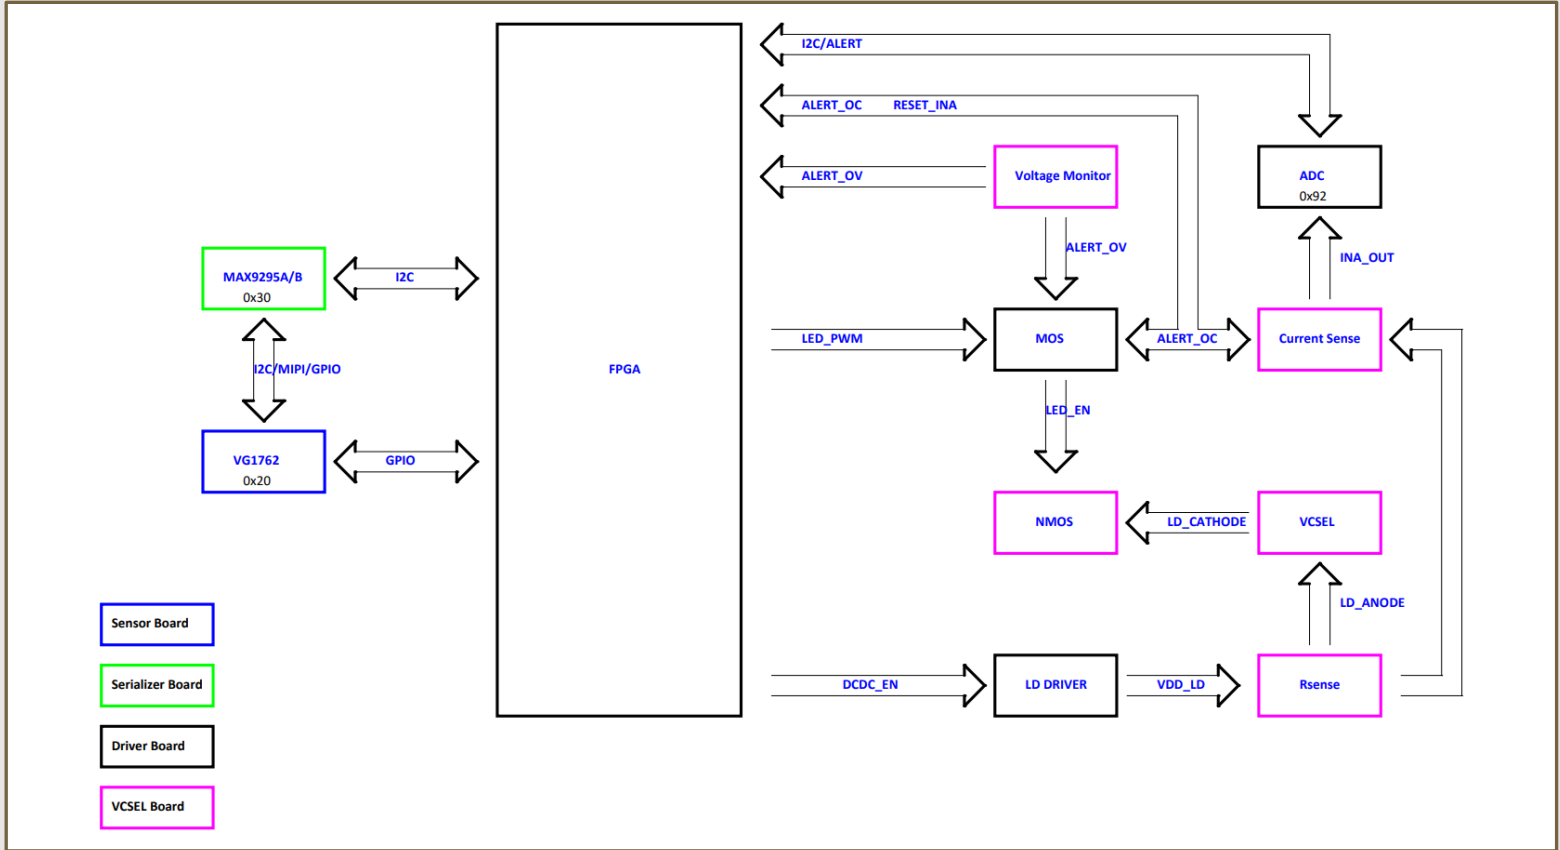 I2C/ALERT
ALERT_OC RESET_INA
ALERT_OV
Voltage Monitor
ADC
0x92
ALERT_OV
INA_OUT
MAX9295A/B
0x30
I2C
LED_PWM
MOS
ALERT_OC
Current Sense
I2C/MIPI/GPIO
FPGA
LED_EN
VG1762
0x20
GPIO
NMOS
LD_CATHODE
VCSEL
LD_ANODE
Sensor Board
Serializer Board
DCDC_EN
LD DRIVER
VDD_LD
Rsense
Driver Board
VCSEL Board